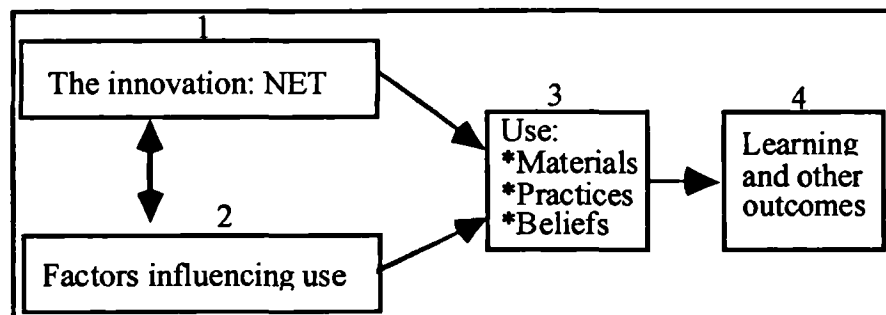 1
The innovation: NET
2
Factors influencing use
3
Use:
*Materials
*Practices
*Beliefs
4
Learning
and other
outcomes